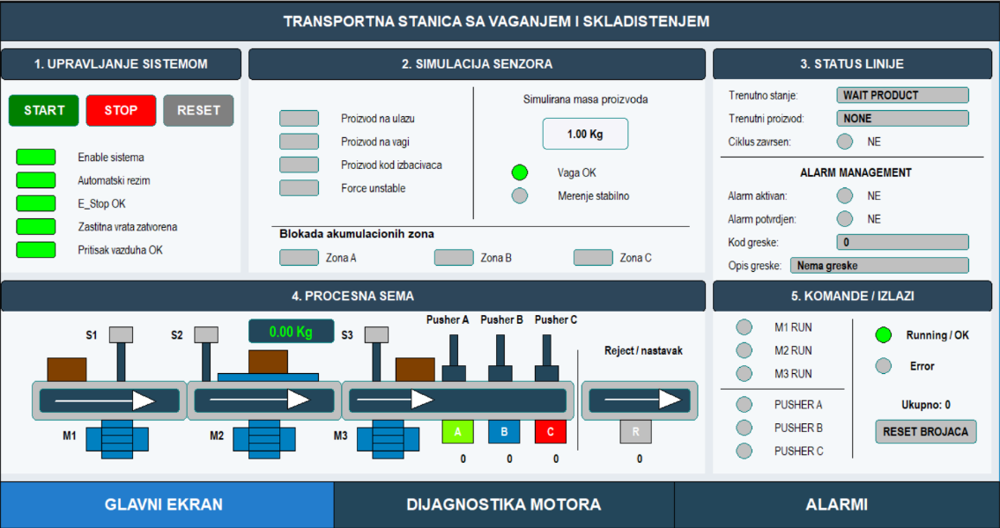 TRANSPORTNA STANICA SA VAGANJEM I SKLADISTENJEM
1. UPRAVLJANJE SISTEMOM
START
STOP
RESET
Enable sistema
Automatski rezim
E_Stop OK
Zastitna vrata zatvorena
Pritisak vazduha OK
2. SIMULACIJA SENZORA
Proizvod na ulazu
Proizvod na vagi
Proizvod kod izbacivaca
Force unstable
Simulirana masa proizvoda
1.00 Kg
Vaga OK
Merenje stabilno
Blokada akumulacionih zona
Zona A
Zona B
Zona C
3. STATUS LINIJE
Trenutno stanje: WAIT PRODUCT
Trenutni proizvod: NONE
Ciklus zavrsen: NE
ALARM MANAGEMENT
Alarm aktivan: NE
Alarm potvrdjen: NE
Kod greske: 0
Opis greske: Nema greske
4. PROCESNA SEMA
S1
S2
0.00 Kg
S3
Pusher A
Pusher B
Pusher C
Reject / nastavak
M1
M2
M3
A
B
C
R
0
0
0
0
5. KOMANDE / IZLAZI
M1 RUN
M2 RUN
M3 RUN
PUSHER A
PUSHER B
PUSHER C
Running / OK
Error
Ukupno: 0
RESET BROJACA
GLAVNI EKRAN
DIJAGNOSTIKA MOTORA
ALARMI